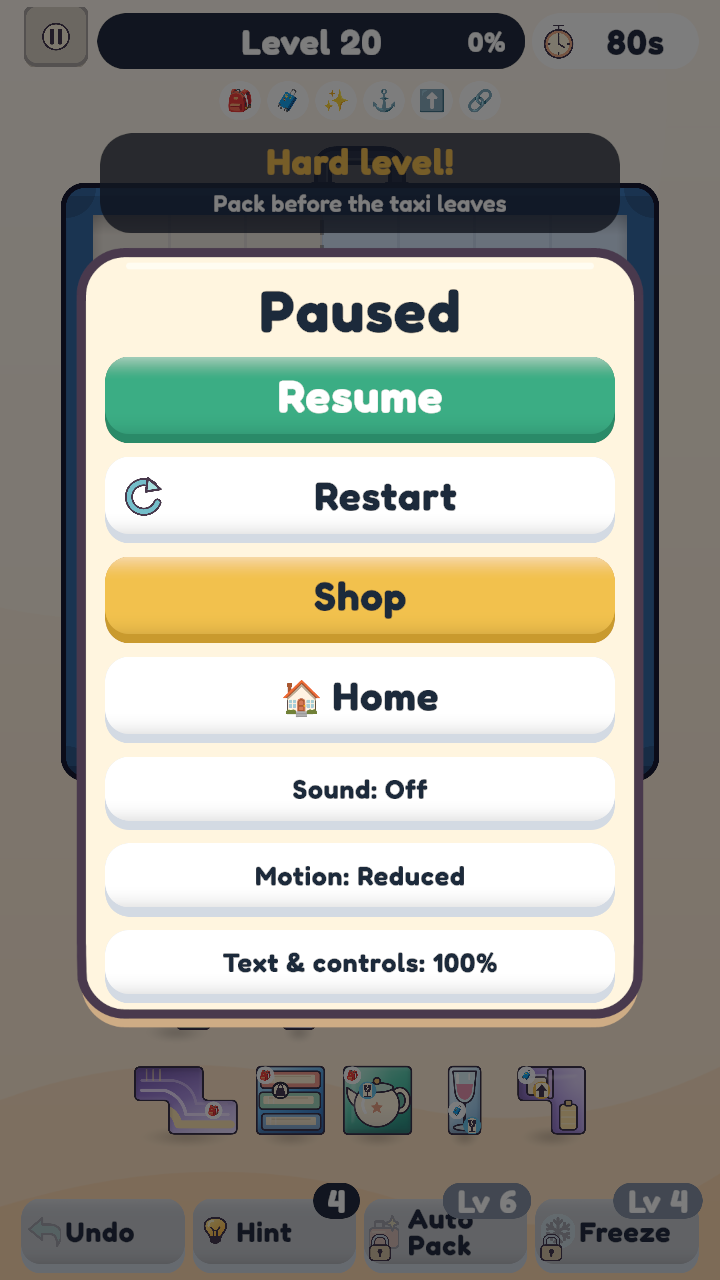 Level 20
0%
80s
Hard level!
Pack before the taxi leaves
Paused
Resume
Restart
Shop
Home
Sound: Off
Motion: Reduced
Text & controls: 100%
Undo
Hint
4
Auto
Pack
Lv 6
Freeze
Lv 4